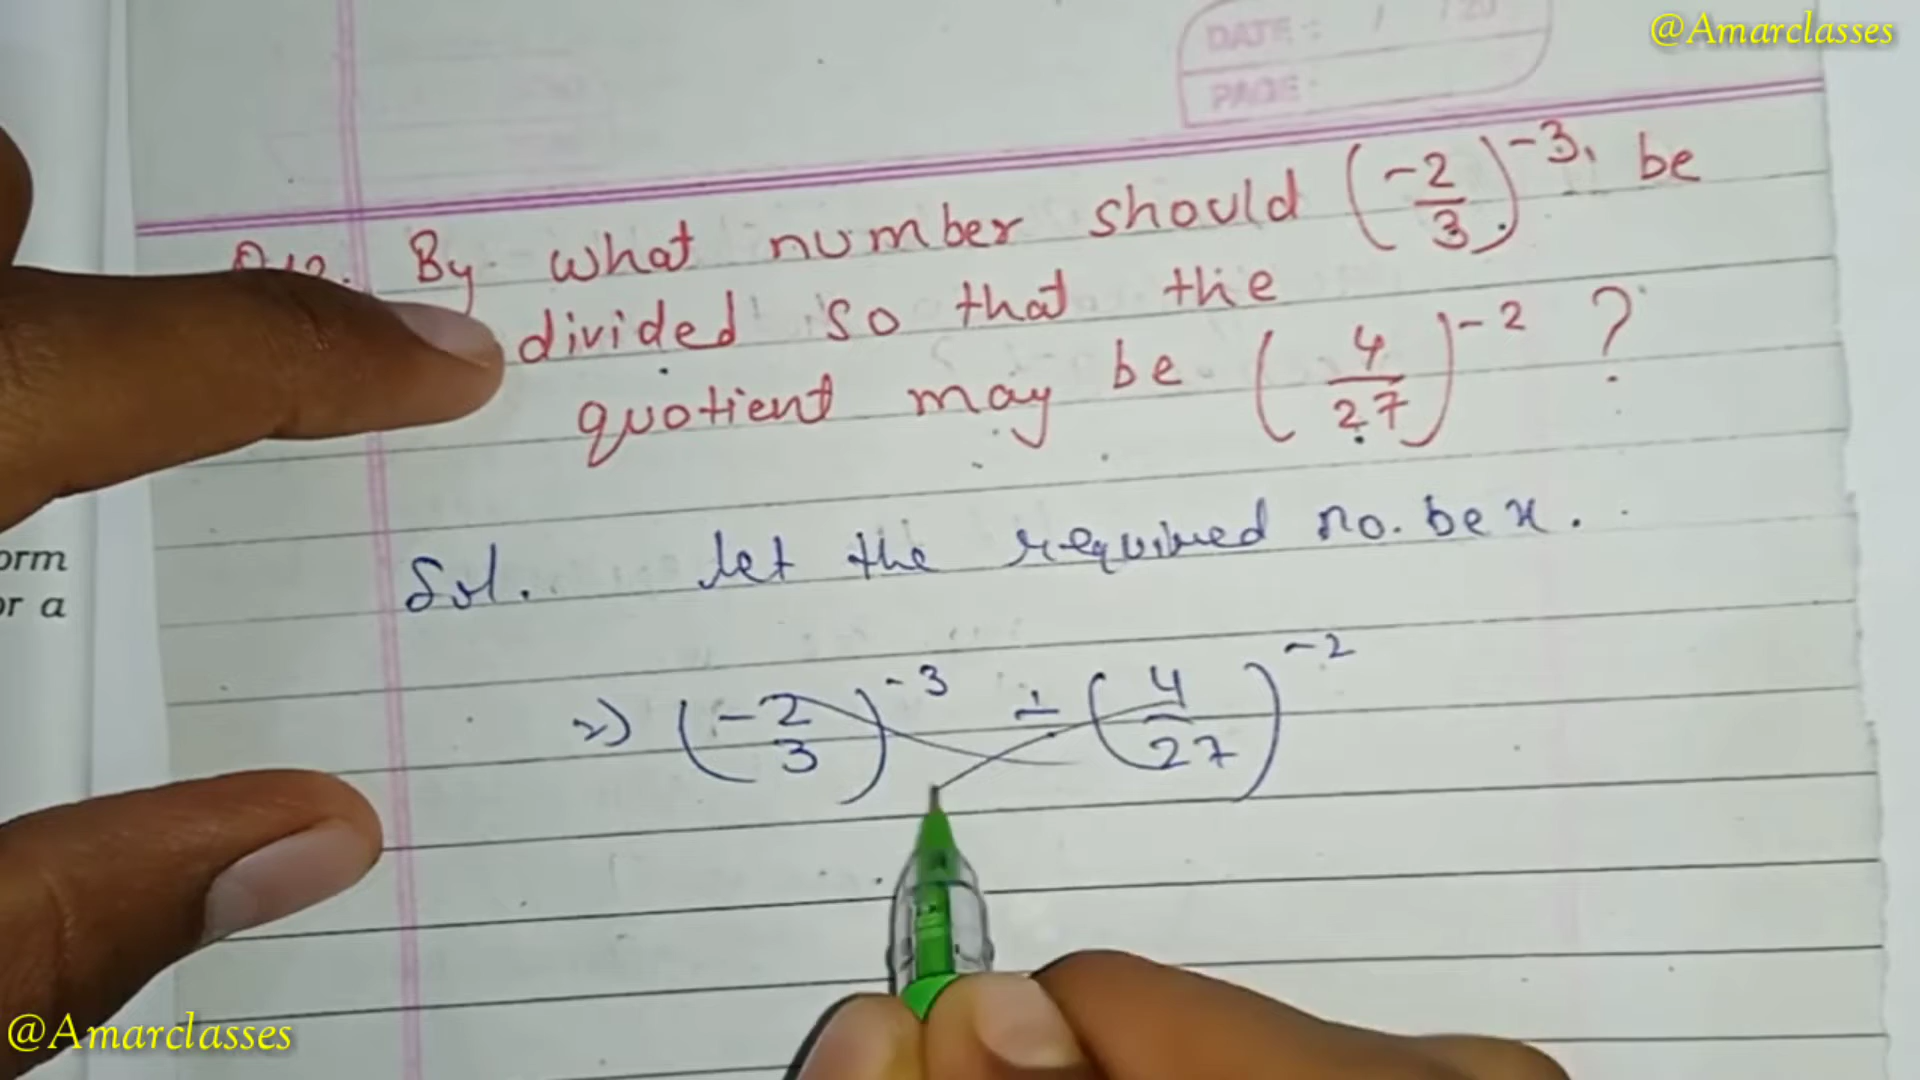 @Amarclasses
DATE: / /20
PAGE:
By what number should (-2/3)^-3, be
divided so that the
quotient may be (4/27)^-2 ?
Sol. Let the required no. be x.
⇒ (-2/3)^-3 ÷ (4/27)^-2
orm
or a
@Amarclasses